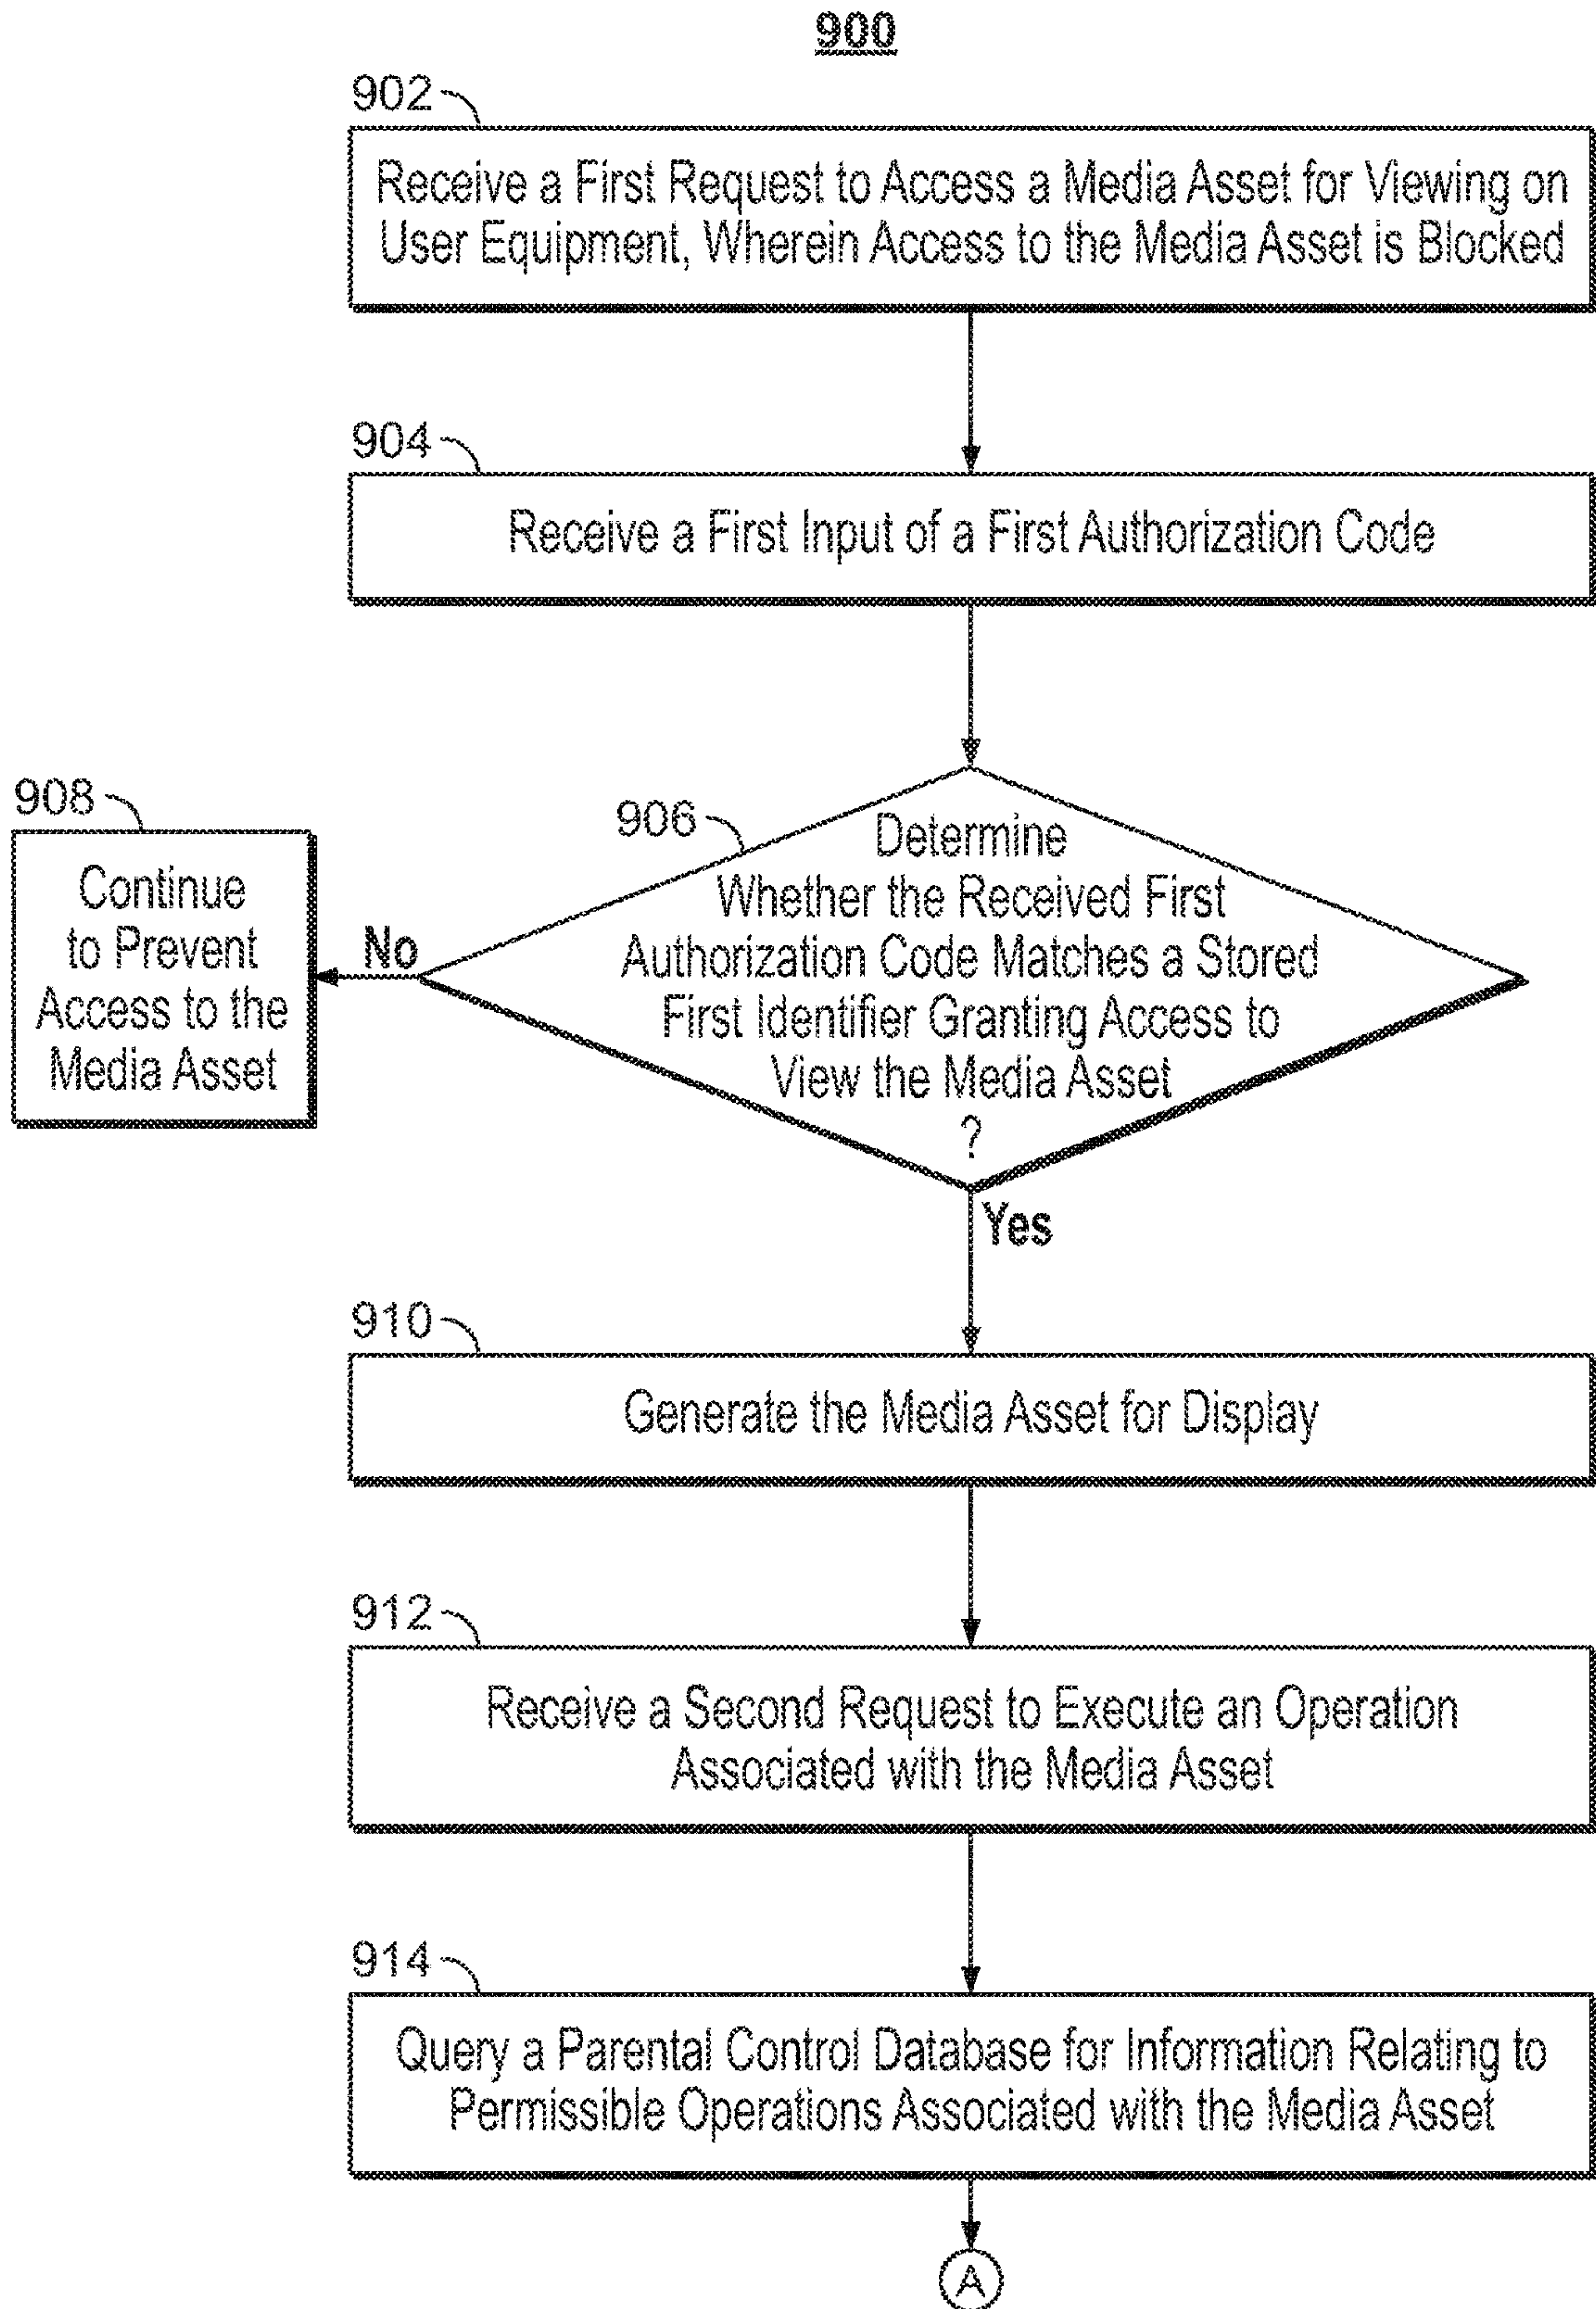 900
902
Receive a First Request to Access a Media Asset for Viewing on
User Equipment, Wherein Access to the Media Asset is Blocked
904
Receive a First Input of a First Authorization Code
906
Determine
Whether the Received First
Authorization Code Matches a Stored
First Identifier Granting Access to
View the Media Asset
?
No
908
Continue
to Prevent
Access to the
Media Asset
Yes
910
Generate the Media Asset for Display
912
Receive a Second Request to Execute an Operation
Associated with the Media Asset
914
Query a Parental Control Database for Information Relating to
Permissible Operations Associated with the Media Asset
A